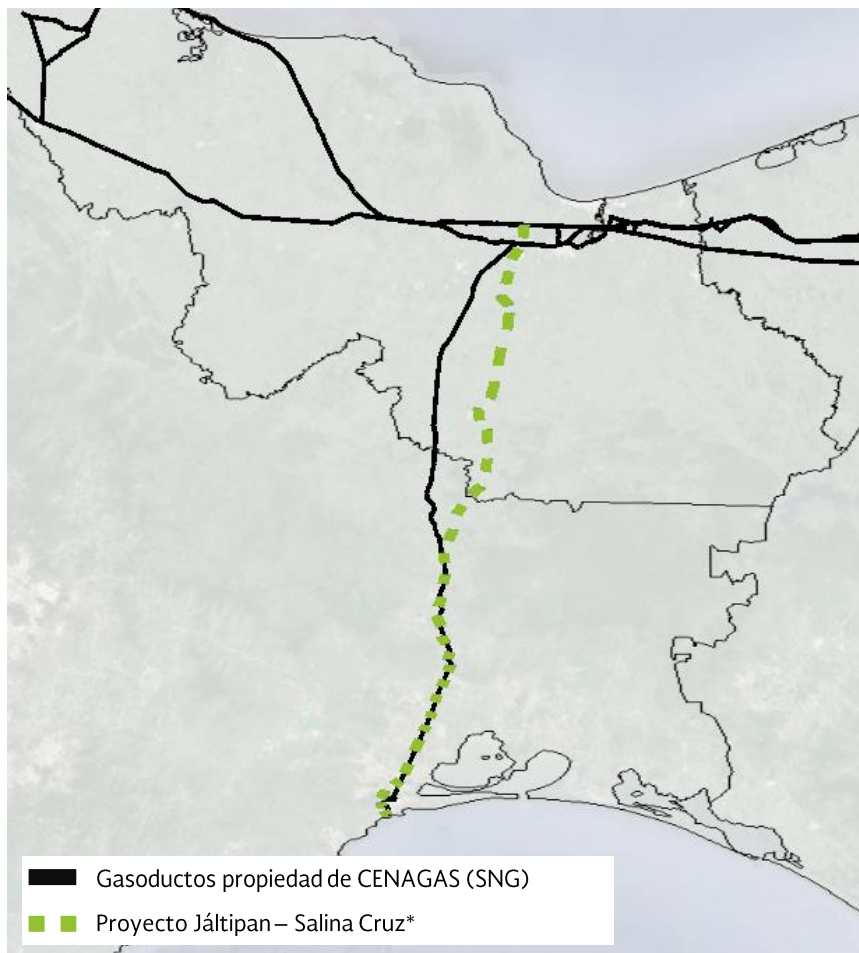 Gasoductos propiedad de CENAGAS (SNG)
Proyecto Jáltipan – Salina Cruz*